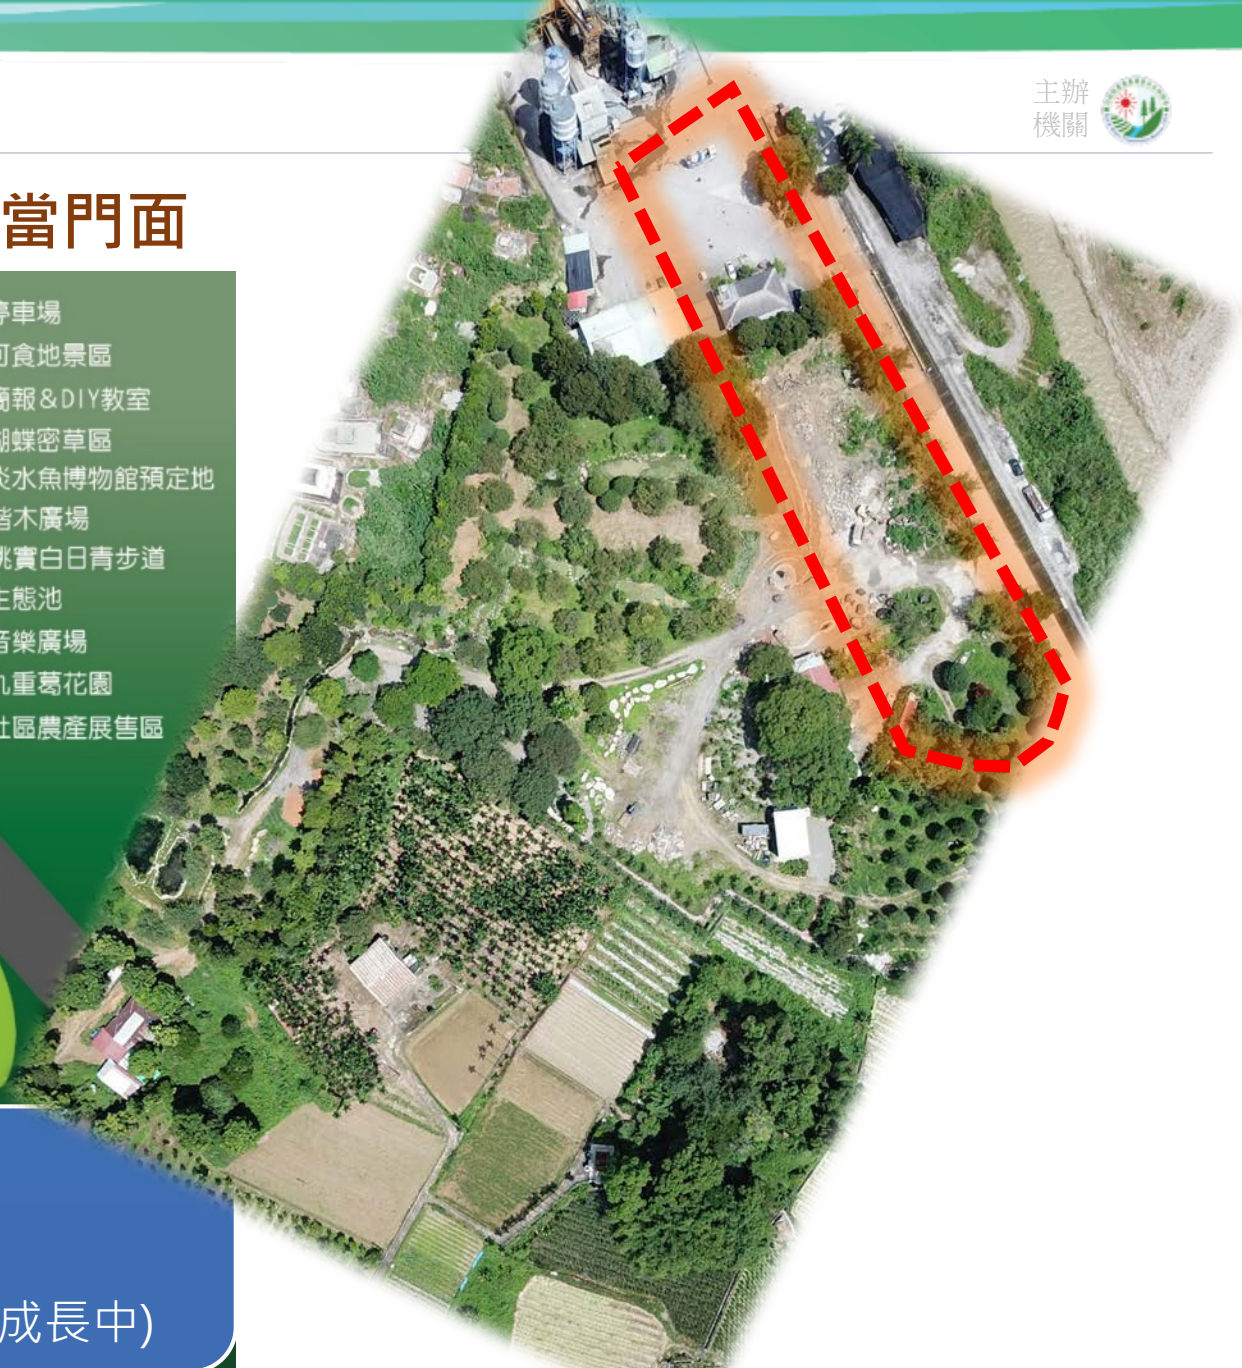 主辦
機關
當門面
停車場
可食地景區
簡報&DIY教室
蝴蝶密草區
淡水魚博物館預定地
木廣場
桃實百日青步道
生態池
音樂廣場
九重葛花園
社區農產展售區
成長中)